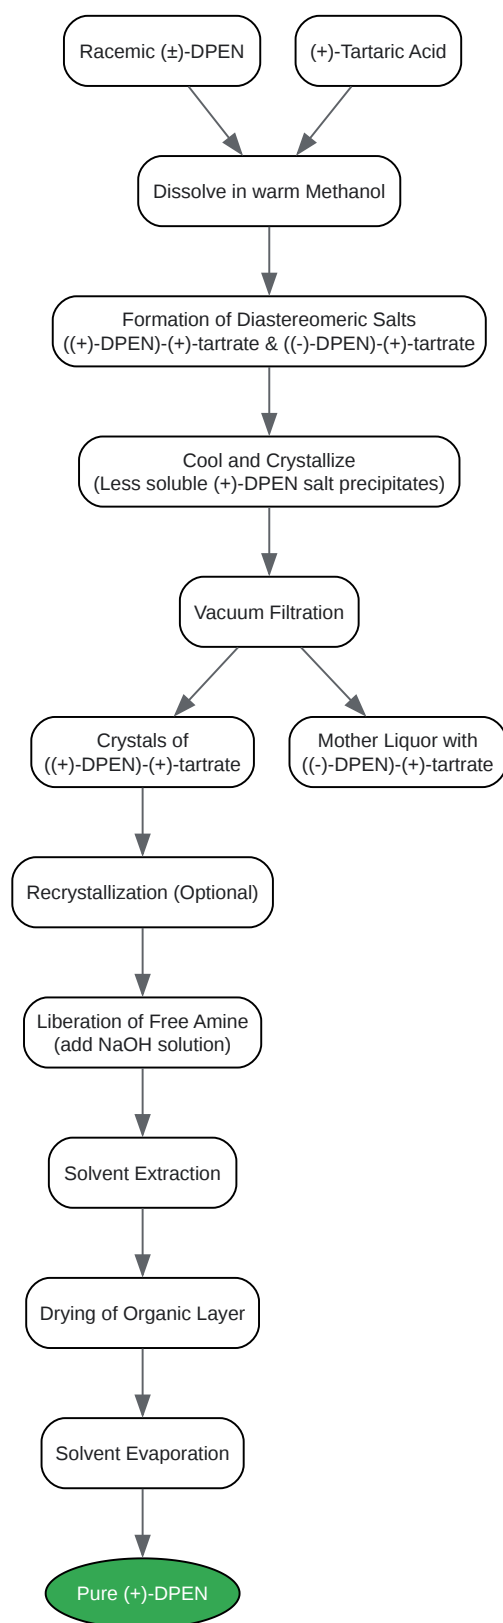 Racemic (±)-DPEN
(+)-Tartaric Acid
Dissolve in warm Methanol
Formation of Diastereomeric Salts
((+)-DPEN)-(+)-tartrate & ((-)-DPEN)-(+)-tartrate
Cool and Crystallize
(Less soluble (+)-DPEN salt precipitates)
Vacuum Filtration
Crystals of
((+)-DPEN)-(+)-tartrate
Mother Liquor with
((-)-DPEN)-(+)-tartrate
Recrystallization (Optional)
Liberation of Free Amine
(add NaOH solution)
Solvent Extraction
Drying of Organic Layer
Solvent Evaporation
Pure (+)-DPEN